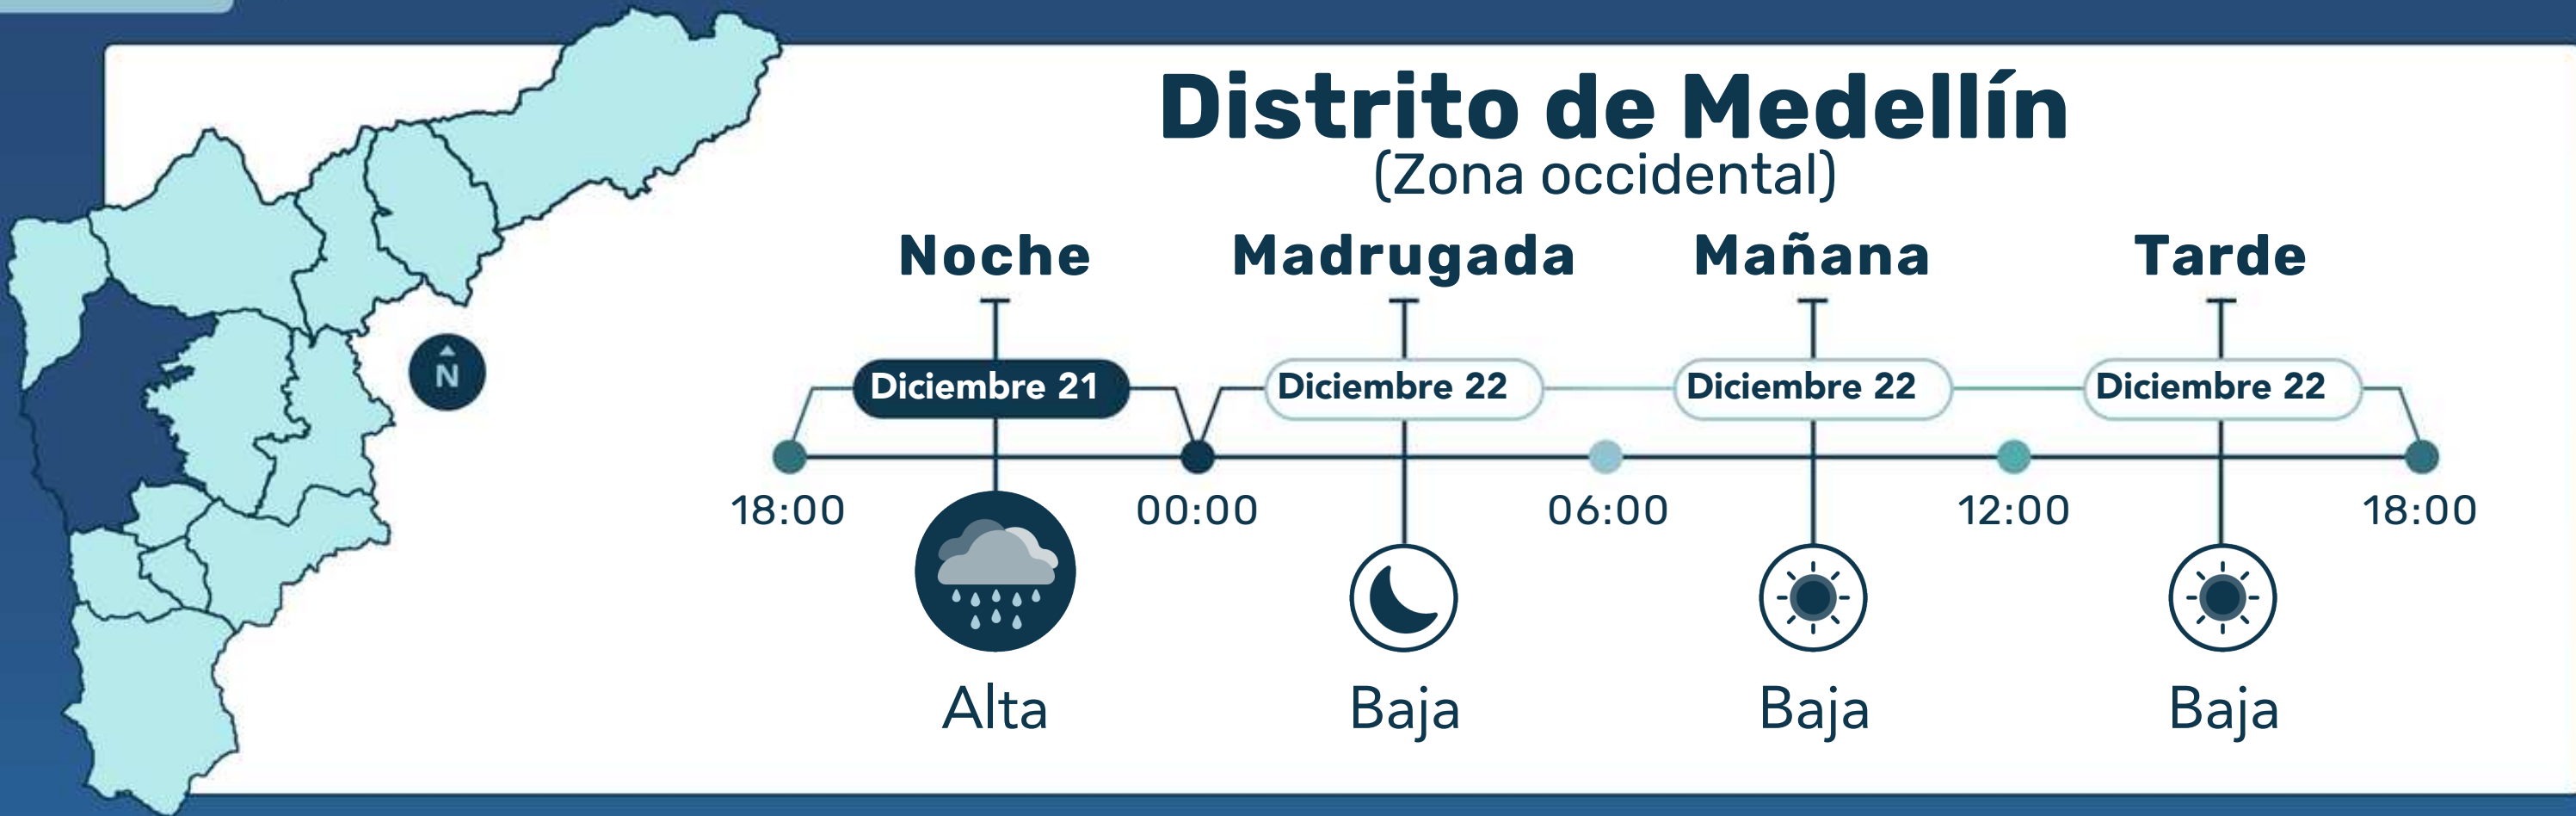 Distrito de Medellín
(Zona occidental)
Noche Madrugada Mañana Tarde
Diciembre 21 Diciembre 22 Diciembre 22 Diciembre 22
N
18:00 00:00 06:00 12:00 18:00
Alta Baja Baja Baja